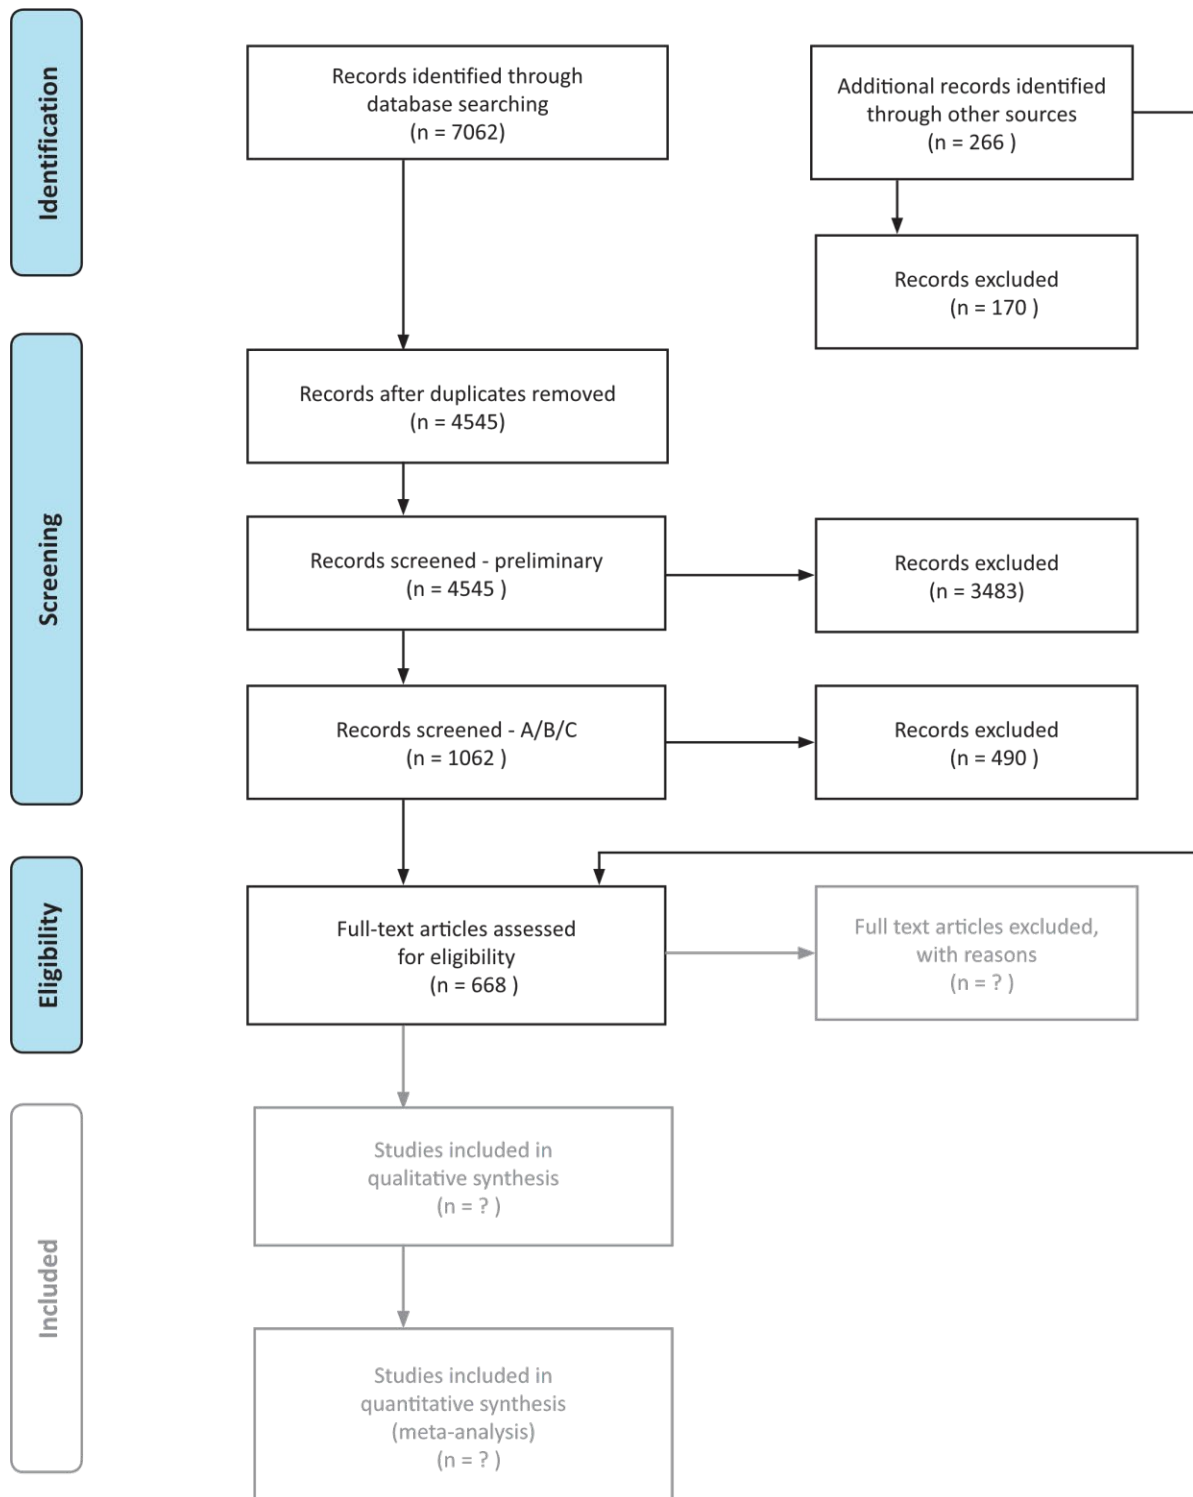 Identification
Records identified through
database searching
(n = 7062)
Additional records identified
through other sources
(n = 266 )
Records excluded
(n = 170 )
Screening
Records after duplicates removed
(n = 4545)
Records screened - preliminary
(n = 4545 )
Records excluded
(n = 3483)
Records screened - A/B/C
(n = 1062 )
Records excluded
(n = 490 )
Eligibility
Full-text articles assessed
for eligibility
(n = 668 )
Full text articles excluded,
with reasons
(n = ? )
Included
Studies included in
qualitative synthesis
(n = ? )
Studies included in
quantitative synthesis
(meta-analysis)
(n = ? )